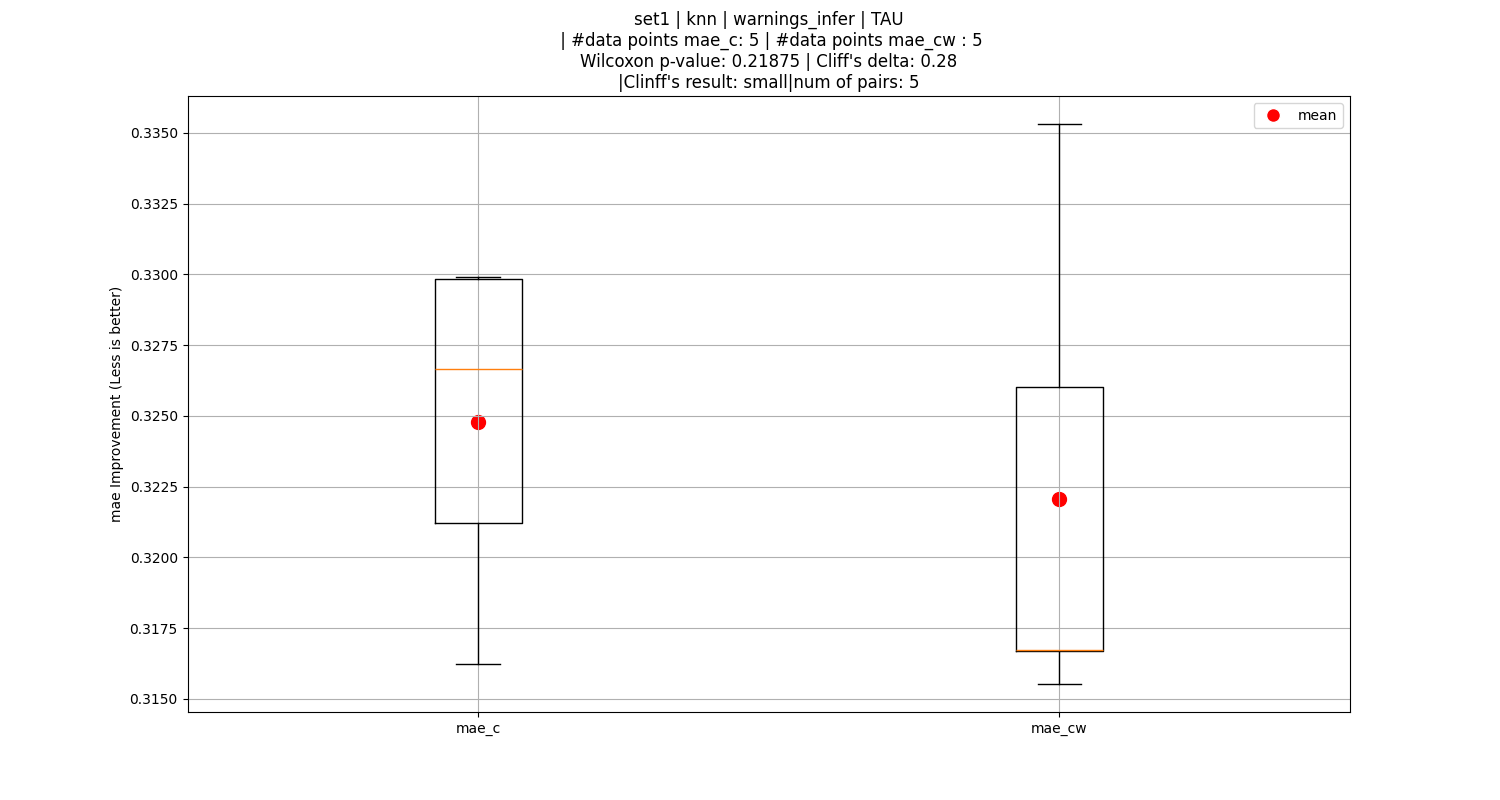 set1 | knn | warnings_infer | TAU
| #data points mae_c: 5 | #data points mae_cw : 5
Wilcoxon p-value: 0.21875 | Cliff's delta: 0.28
|Clinff's result: small|num of pairs: 5
mean
0.3350
0.3325
0.3300
0.3275
0.3250
0.3225
0.3200
0.3175
0.3150
mae Improvement (Less is better)
mae_c
mae_cw